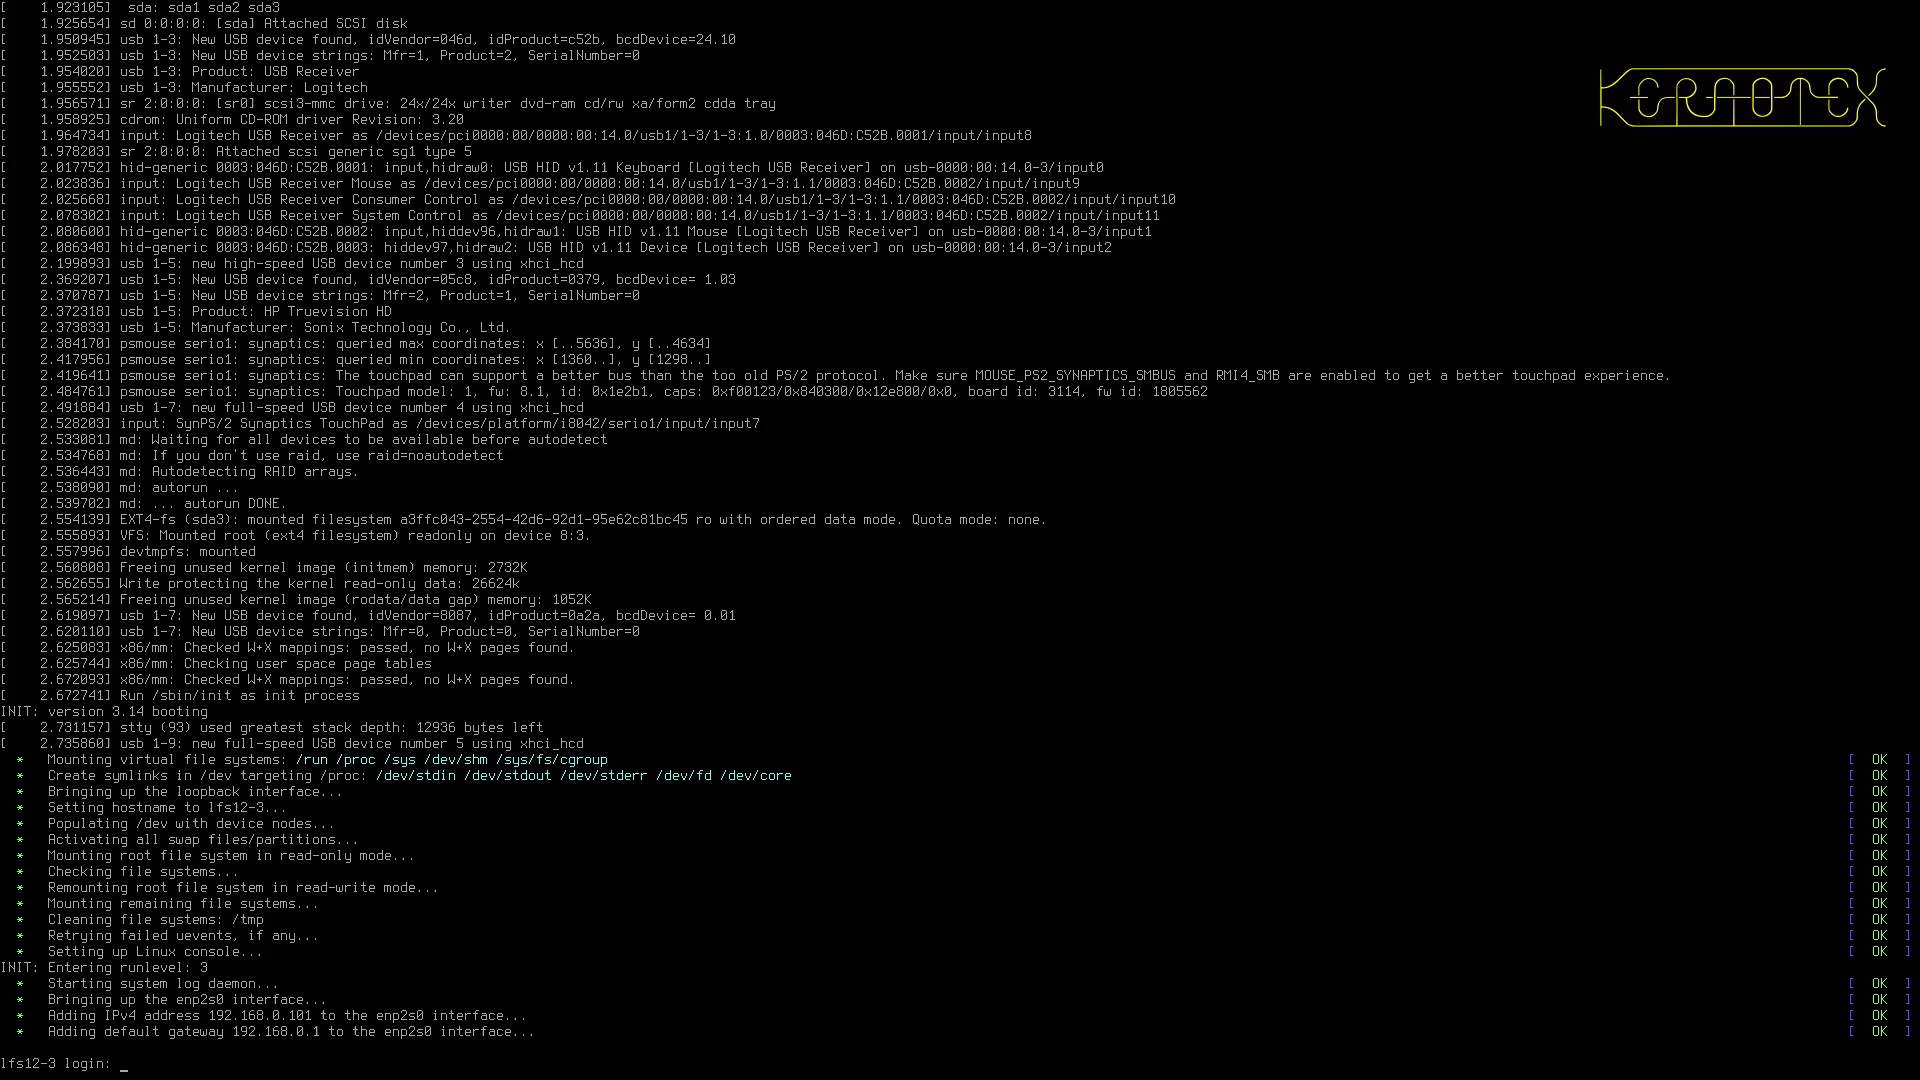 [    1.923105]  sda: sda1 sda2 sda3
[    1.925654] sd 0:0:0:0: [sda] Attached SCSI disk
[    1.950945] usb 1-3: New USB device found, idVendor=046d, idProduct=c52b, bcdDevice=24.10
[    1.952503] usb 1-3: New USB device strings: Mfr=1, Product=2, SerialNumber=0
[    1.954020] usb 1-3: Product: USB Receiver
[    1.955552] usb 1-3: Manufacturer: Logitech
[    1.956571] sr 2:0:0:0: [sr0] scsi3-mmc drive: 24x/24x writer dvd-ram cd/rw xa/form2 cdda tray
[    1.958925] cdrom: Uniform CD-ROM driver Revision: 3.20
[    1.964734] input: Logitech USB Receiver as /devices/pci0000:00/0000:00:14.0/usb1/1-3/1-3:1.0/0003:046D:C52B.0001/input/input8
[    1.978203] sr 2:0:0:0: Attached scsi generic sg1 type 5
[    2.017752] hid-generic 0003:046D:C52B.0001: input,hidraw0: USB HID v1.11 Keyboard [Logitech USB Receiver] on usb-0000:00:14.0-3/input0
[    2.023836] input: Logitech USB Receiver Mouse as /devices/pci0000:00/0000:00:14.0/usb1/1-3/1-3:1.1/0003:046D:C52B.0002/input/input9
[    2.025668] input: Logitech USB Receiver Consumer Control as /devices/pci0000:00/0000:00:14.0/usb1/1-3/1-3:1.1/0003:046D:C52B.0002/input/input10
[    2.078302] input: Logitech USB Receiver System Control as /devices/pci0000:00/0000:00:14.0/usb1/1-3/1-3:1.1/0003:046D:C52B.0002/input/input11
[    2.080600] hid-generic 0003:046D:C52B.0002: input,hiddev96,hidraw1: USB HID v1.11 Mouse [Logitech USB Receiver] on usb-0000:00:14.0-3/input1
[    2.086348] hid-generic 0003:046D:C52B.0003: hiddev97,hidraw2: USB HID v1.11 Device [Logitech USB Receiver] on usb-0000:00:14.0-3/input2
[    2.199893] usb 1-5: new high-speed USB device number 3 using xhci_hcd
[    2.369207] usb 1-5: New USB device found, idVendor=05c8, idProduct=0379, bcdDevice= 1.03
[    2.370787] usb 1-5: New USB device strings: Mfr=2, Product=1, SerialNumber=0
[    2.372318] usb 1-5: Product: HP Truevision HD
[    2.373833] usb 1-5: Manufacturer: Sonix Technology Co., Ltd.
[    2.384170] psmouse serio1: synaptics: queried max coordinates: x [..5636], y [..4634]
[    2.417956] psmouse serio1: synaptics: queried min coordinates: x [1360..], y [1298..]
[    2.419641] psmouse serio1: synaptics: The touchpad can support a better bus than the too old PS/2 protocol. Make sure MOUSE_PS2_SYNAPTICS_SMBUS and RMI4_SMB are enabled to get a better touchpad experience.
[    2.484761] psmouse serio1: synaptics: Touchpad model: 1, fw: 8.1, id: 0x1e2b1, caps: 0xf00123/0x840300/0x12e800/0x0, board id: 3114, fw id: 1805562
[    2.491884] usb 1-7: new full-speed USB device number 4 using xhci_hcd
[    2.528203] input: SynPS/2 Synaptics TouchPad as /devices/platform/i8042/serio1/input/input7
[    2.533081] md: Waiting for all devices to be available before autodetect
[    2.534768] md: If you don't use raid, use raid=noautodetect
[    2.536443] md: Autodetecting RAID arrays.
[    2.538090] md: autorun ...
[    2.539702] md: ... autorun DONE.
[    2.554139] EXT4-fs (sda3): mounted filesystem a3ffc043-2554-42d6-92d1-95e62c81bc45 ro with ordered data mode. Quota mode: none.
[    2.555893] VFS: Mounted root (ext4 filesystem) readonly on device 8:3.
[    2.557996] devtmpfs: mounted
[    2.560808] Freeing unused kernel image (initmem) memory: 2732K
[    2.562655] Write protecting the kernel read-only data: 26624k
[    2.565214] Freeing unused kernel image (rodata/data gap) memory: 1052K
[    2.619097] usb 1-7: New USB device found, idVendor=8087, idProduct=0a2a, bcdDevice= 0.01
[    2.620110] usb 1-7: New USB device strings: Mfr=0, Product=0, SerialNumber=0
[    2.625083] x86/mm: Checked W+X mappings: passed, no W+X pages found.
[    2.625744] x86/mm: Checking user space page tables
[    2.672093] x86/mm: Checked W+X mappings: passed, no W+X pages found.
[    2.672741] Run /sbin/init as init process
INIT: version 3.14 booting
[    2.731157] stty (93) used greatest stack depth: 12936 bytes left
[    2.735860] usb 1-9: new full-speed USB device number 5 using xhci_hcd
  *   Mounting virtual file systems: /run /proc /sys /dev/shm /sys/fs/cgroup [  OK  ]
  *   Create symlinks in /dev targeting /proc: /dev/stdin /dev/stdout /dev/stderr /dev/fd /dev/core [  OK  ]
  *   Bringing up the loopback interface... [  OK  ]
  *   Setting hostname to lfs12-3... [  OK  ]
  *   Populating /dev with device nodes... [  OK  ]
  *   Activating all swap files/partitions... [  OK  ]
  *   Mounting root file system in read-only mode... [  OK  ]
  *   Checking file systems... [  OK  ]
  *   Remounting root file system in read-write mode... [  OK  ]
  *   Mounting remaining file systems... [  OK  ]
  *   Cleaning file systems: /tmp [  OK  ]
  *   Retrying failed uevents, if any... [  OK  ]
  *   Setting up Linux console... [  OK  ]
INIT: Entering runlevel: 3
  *   Starting system log daemon... [  OK  ]
  *   Bringing up the enp2s0 interface... [  OK  ]
  *   Adding IPv4 address 192.168.0.101 to the enp2s0 interface... [  OK  ]
  *   Adding default gateway 192.168.0.1 to the enp2s0 interface... [  OK  ]
lfs12-3 login: _